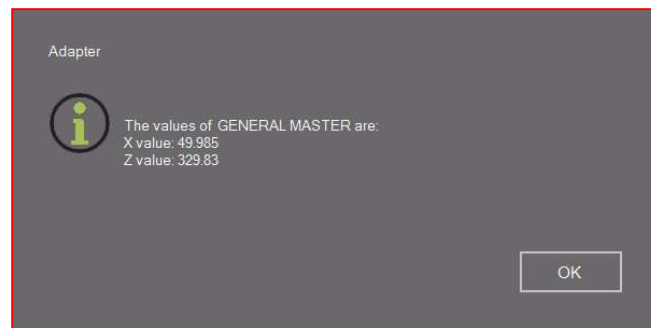 Adapter
The values of GENERAL MASTER are:
X value: 49.985
Z value: 329.83
OK